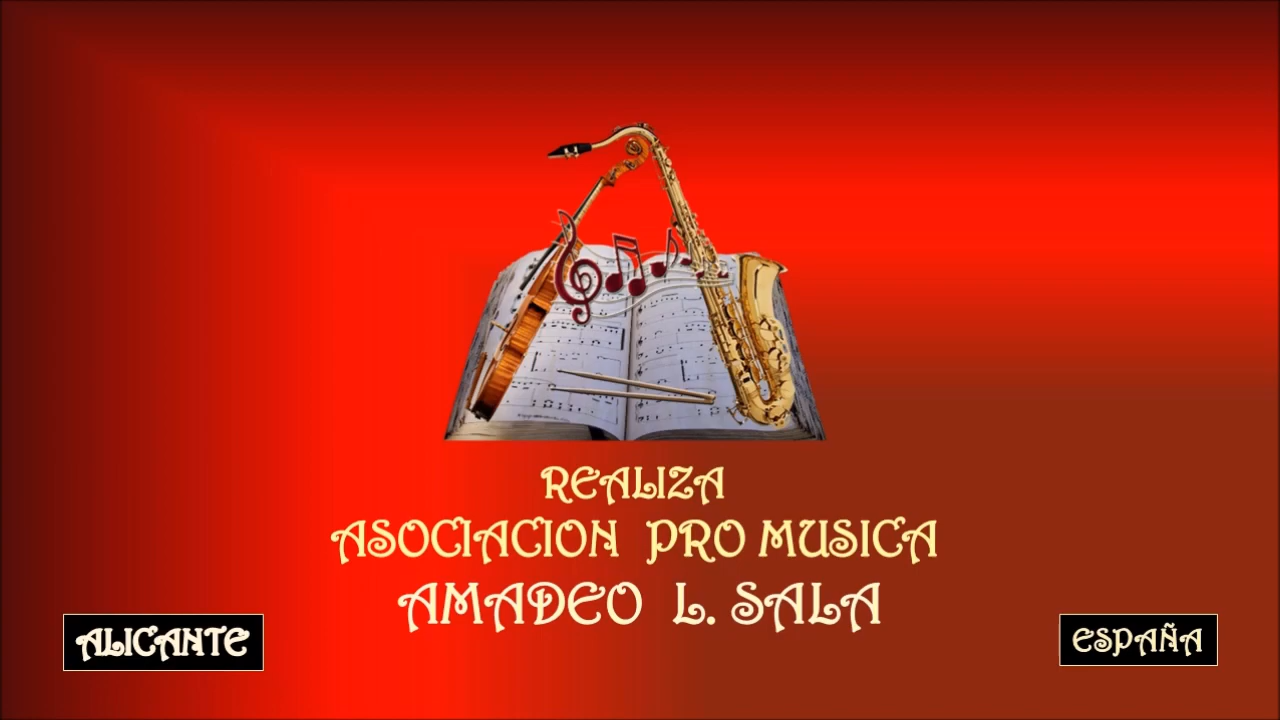 REALIZA
ASOCIACION PRO MUSICA
AMADEO L. SALA
ALICANTE
ESPAÑA